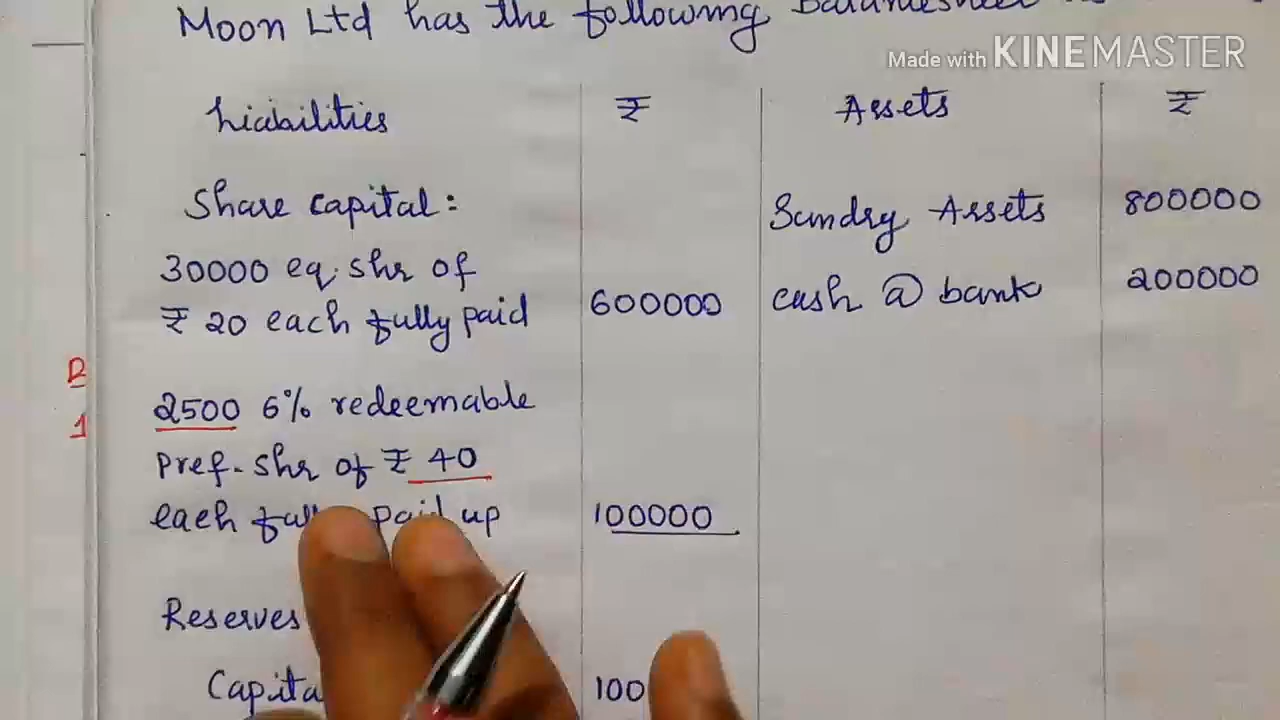 Moon Ltd has the following
Made with KINEMASTER
Liabilities ₹ Assets ₹
Share capital:
Sundry Assets 800000
30000 eq. shr of
₹ 20 each fully paid 600000
cash @ bank 200000
2500 6% redeemable
Pref. shr of ₹ 40
each fully paid up 100000
Reserves
B
1